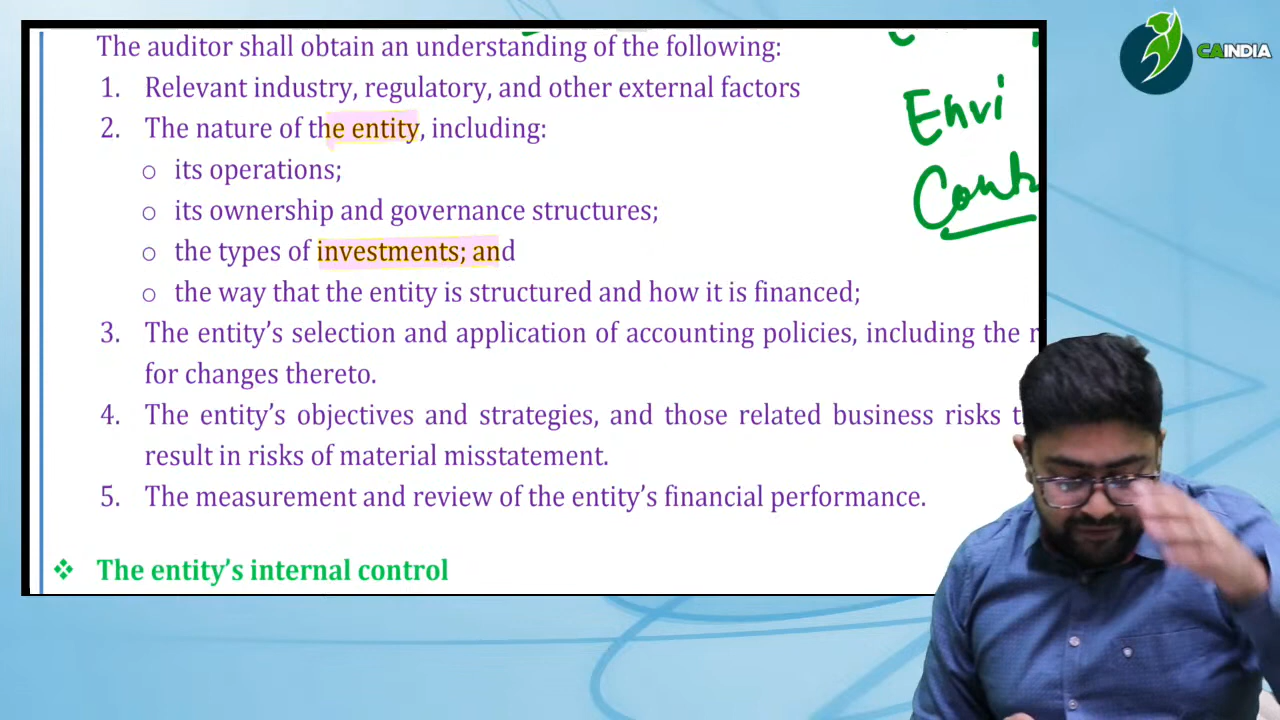 The auditor shall obtain an understanding of the following:
1. Relevant industry, regulatory, and other external factors
2. The nature of the entity, including:
○ its operations;
○ its ownership and governance structures;
○ the types of investments; and
○ the way that the entity is structured and how it is financed;
3. The entity's selection and application of accounting policies, including the
for changes thereto.
4. The entity's objectives and strategies, and those related business risks
result in risks of material misstatement.
5. The measurement and review of the entity's financial performance.
❖ The entity's internal control
Envi
CAINDIA